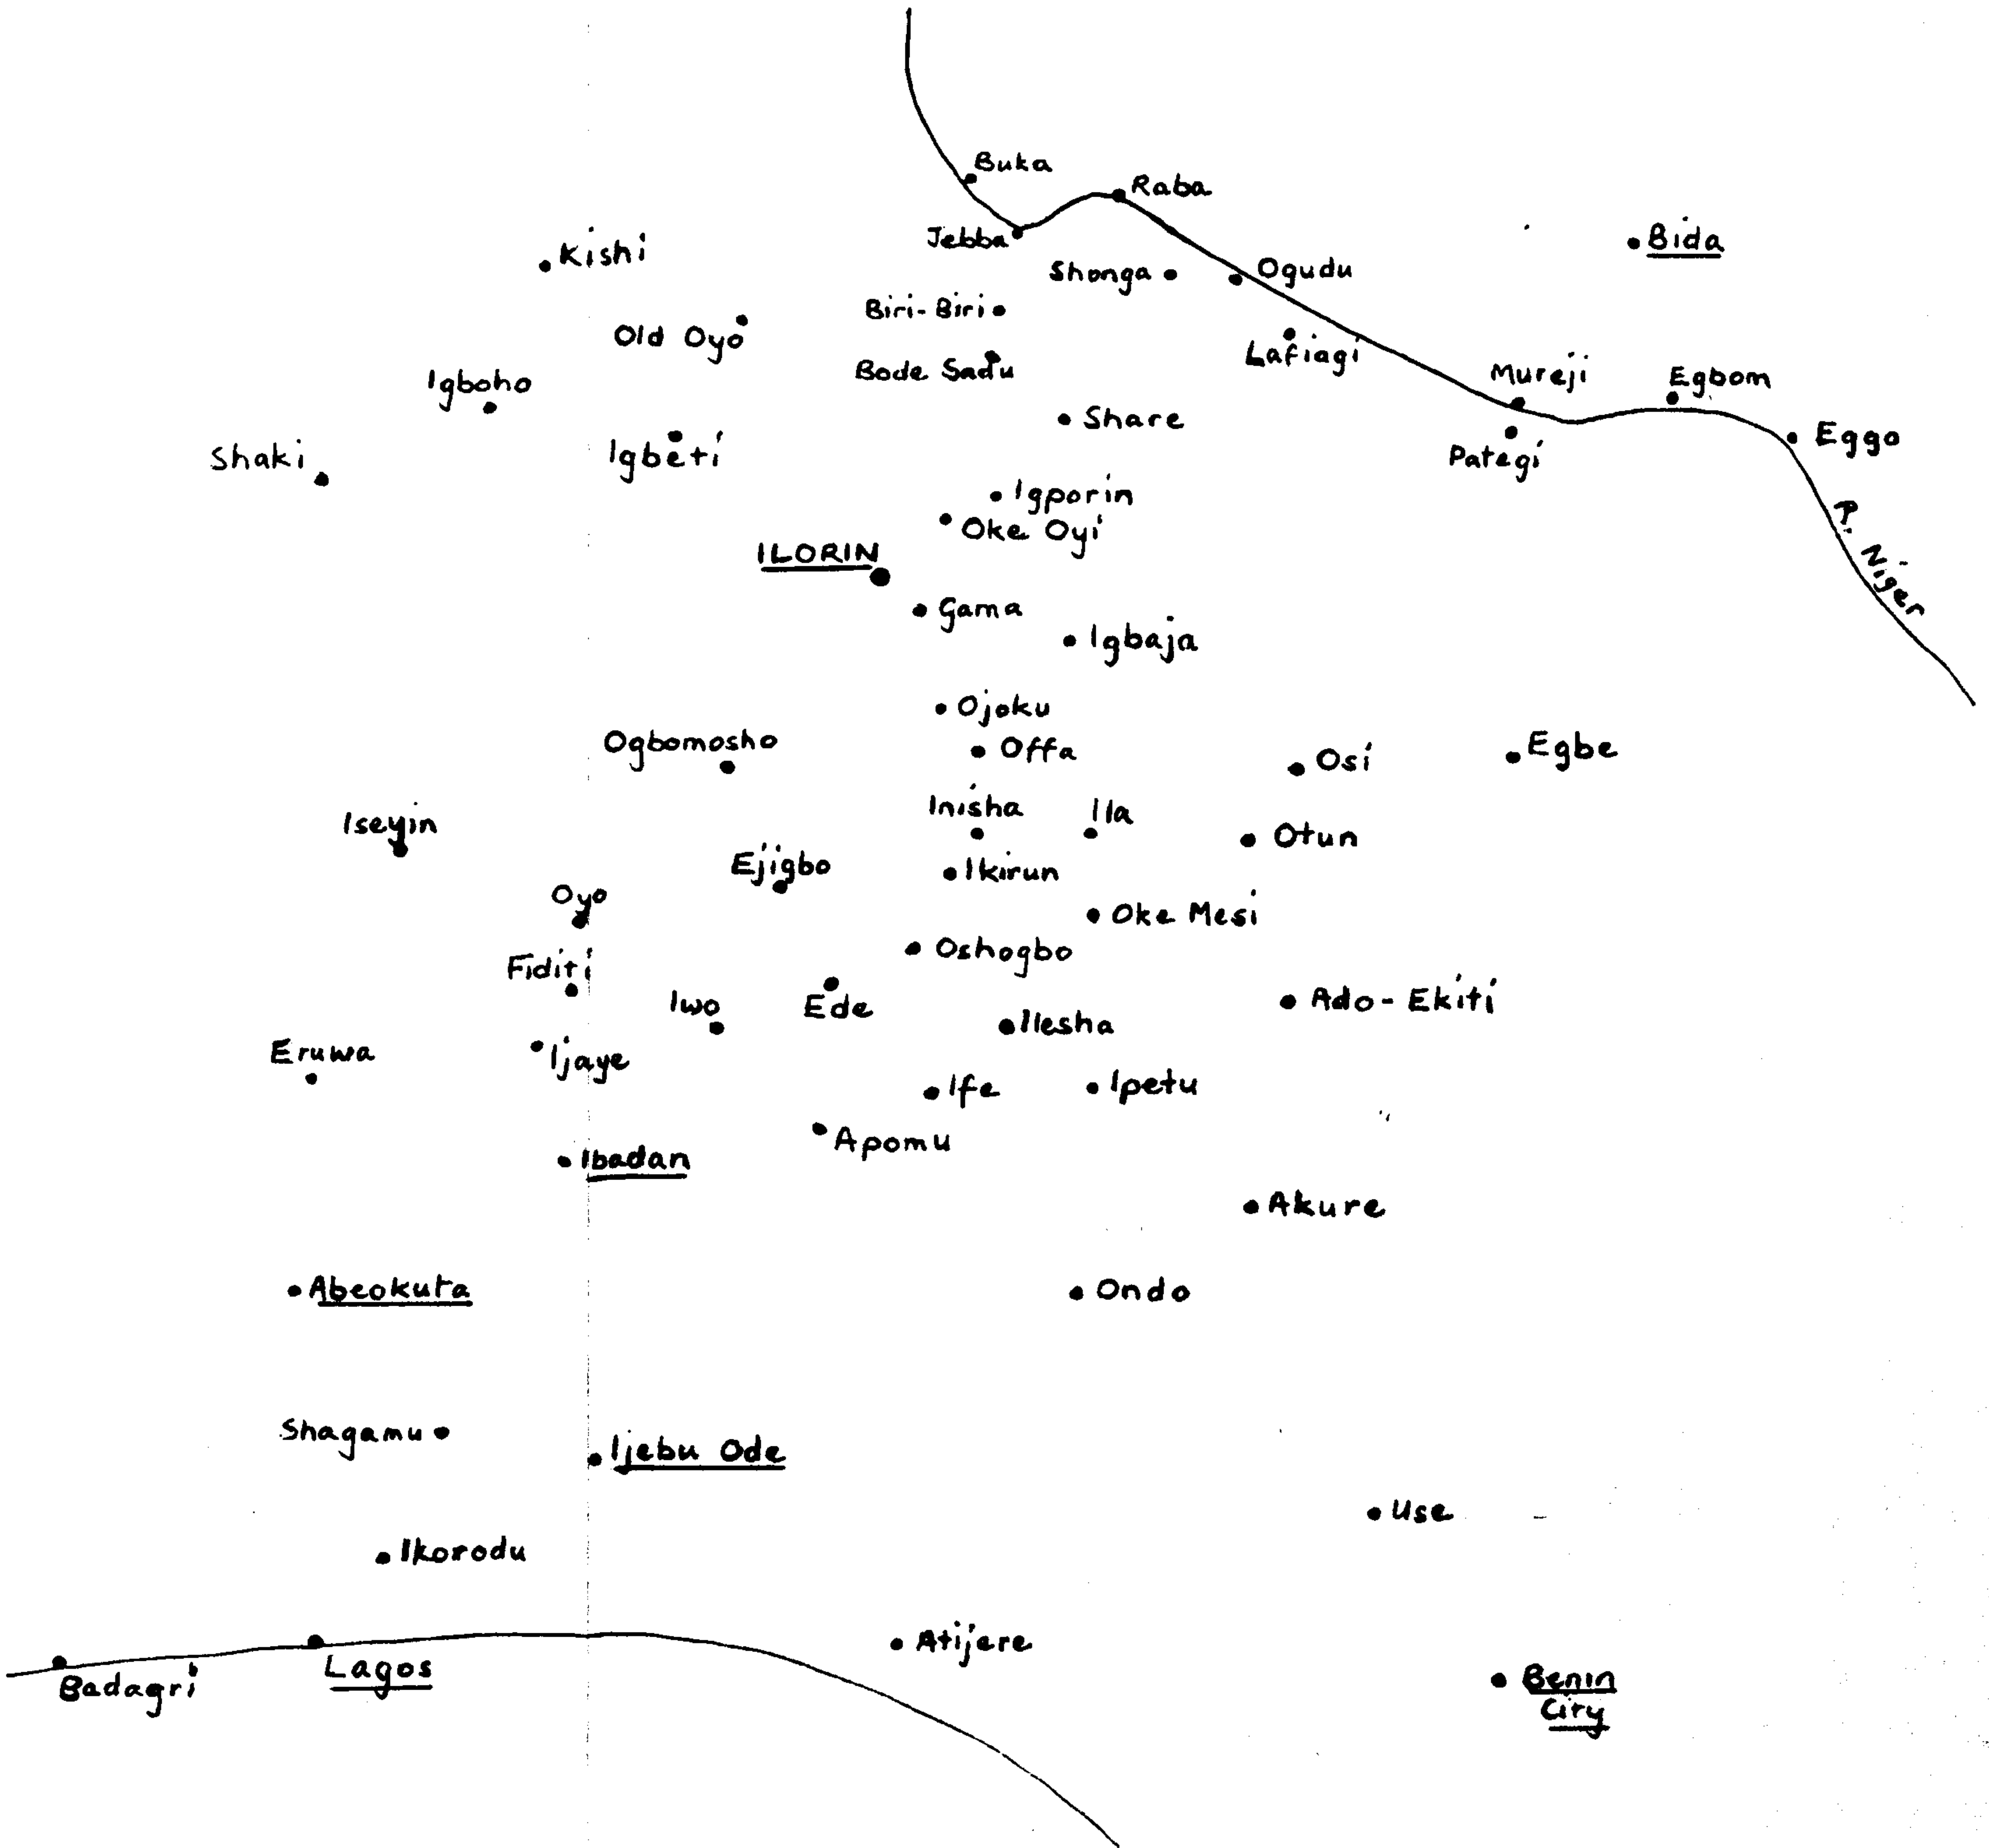 Buka
Raba
Jebba
Bida
Kishi
Shonga
Ogudu
Biri-Biri
Old Oyo
Lafiagi
Bode Sadu
Igboho
Mureji
Egbom
Share
Eggo
Shaki
Igbeti
Pategi
Igporin
Oke Oyi
R. Niger
ILORIN
Gama
Igbaja
Ojoku
Ogbomosho
Offa
Osi
Egbe
Inisha
Ila
Iseyin
Otun
Ejigbo
Ikirun
Oyo
Oke Mesi
Oshogbo
Fiditi
Iwo
Ede
Ado-Ekiti
Ilesha
Eruwa
Ijaye
Ife
Ipetu
Apomu
Ibadan
Akure
Abeokuta
Ondo
Shagamu
Ijebu Ode
Use
Ikorodu
Atijere
Lagos
Badagri
Benin
City